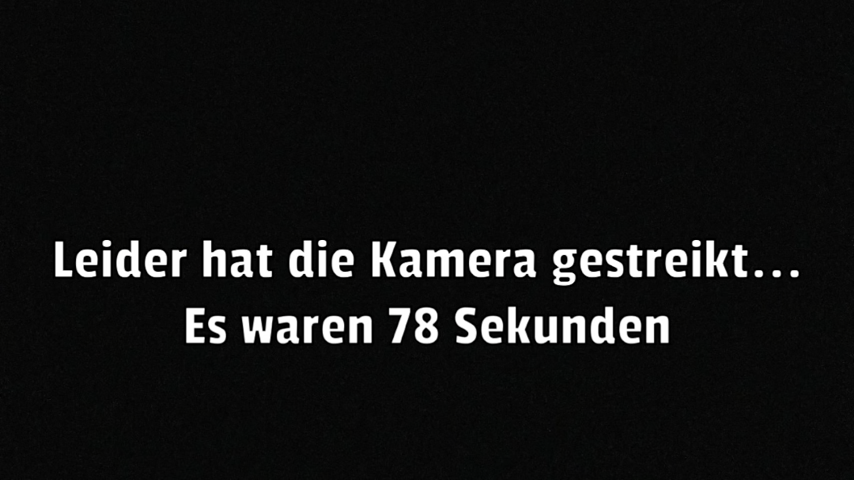 Leider hat die Kamera gestreikt...
Es waren 78 Sekunden